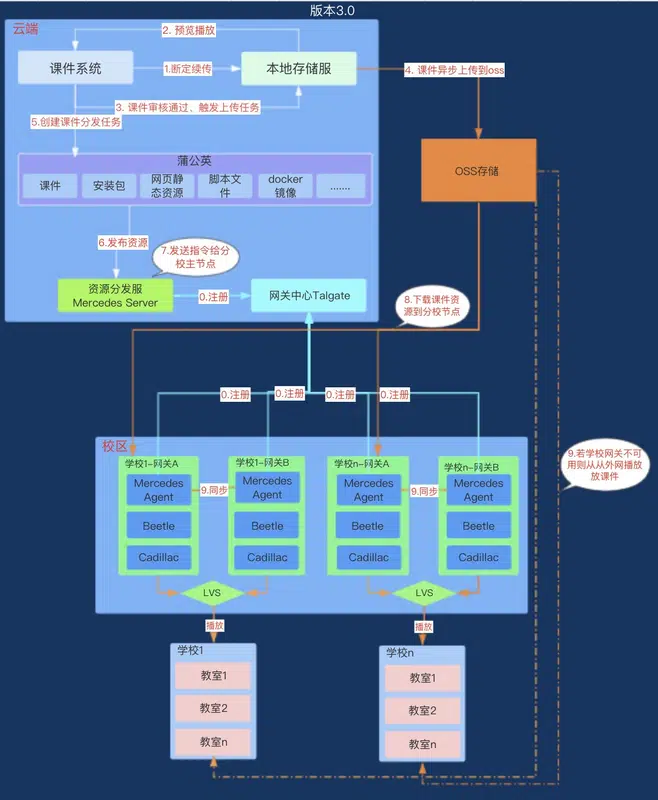 版本3.0
云端
2. 预览播放
课件系统
1.断定续传
本地存储服
4. 课件异步上传到oss
3. 课件审核通过、触发上传任务
5.创建课件分发任务
OSS存储
蒲公英
课件
安装包
网页静
态资源
脚本文
件
docker
镜像
.......
6.发布资源
7.发送指令给分
校主节点
资源分发服
Mercedes Server
0.注册
网关中心Talgate
8.下载课件资
源到分校节点
0.注册
0.注册
0.注册
0.注册
校区
学校1-网关A
Mercedes
Agent
Beetle
Cadillac
9.同步
学校1-网关B
Mercedes
Agent
Beetle
Cadillac
学校n-网关A
Mercedes
Agent
Beetle
Cadillac
9.同步
学校n-网关B
Mercedes
Agent
Beetle
Cadillac
9.若学校网关不可
用则从从外网播放
放课件
LVS
LVS
播放
播放
学校1
教室1
教室2
教室n
学校n
教室1
教室2
教室n